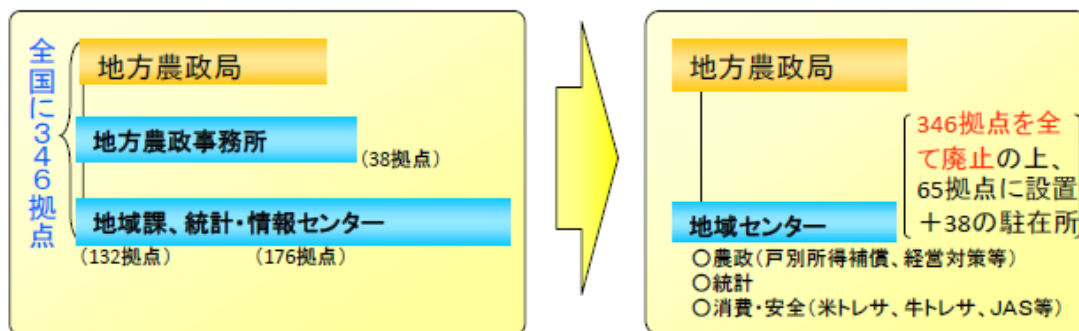 全国に346拠点
地方農政局
地方農政事務所
(38拠点)
地域課、統計・情報センター
(132拠点) (176拠点)
地方農政局
346拠点を全
て廃止の上、
65拠点に設置
＋38の駐在所
地域センター
○農政(戸別所得補償、経営対策等)
○統計
○消費・安全(米トレサ、牛トレサ、JAS等)